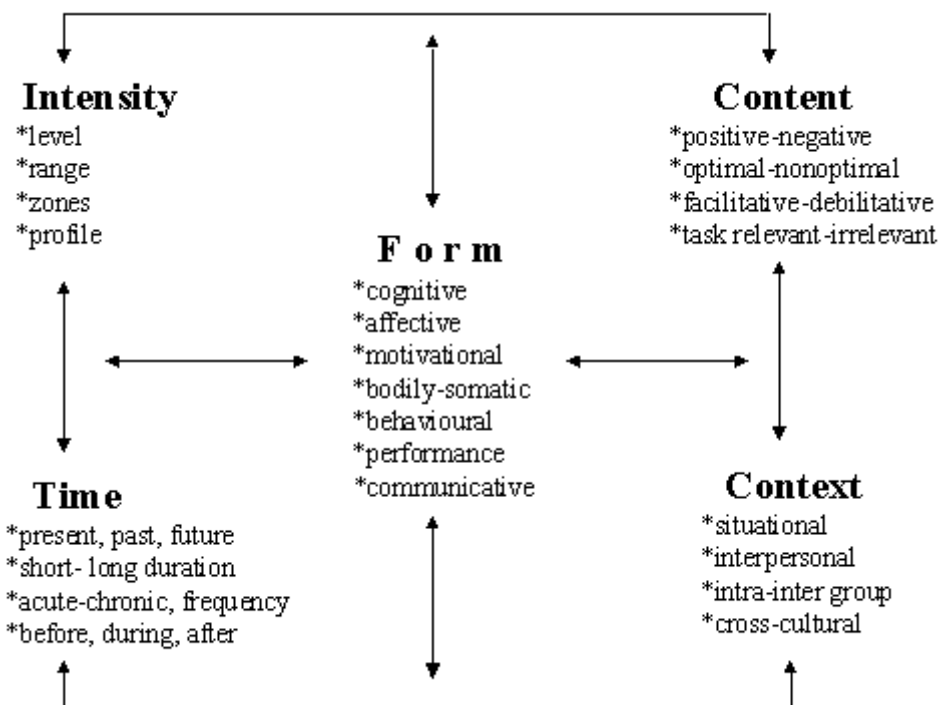 Intensity
*level
*range
*zones
*profile
Content
*positive-negative
*optimal-nonoptimal
*facilitative-debilitative
*task relevant-irrelevant
Form
*cognitive
*affective
*motivational
*bodily-somatic
*behavioural
*performance
*communicative
Time
*present, past, future
*short- long duration
*acute-chronic, frequency
*before, during, after
Context
*situational
*interpersonal
*intra-inter group
*cross-cultural